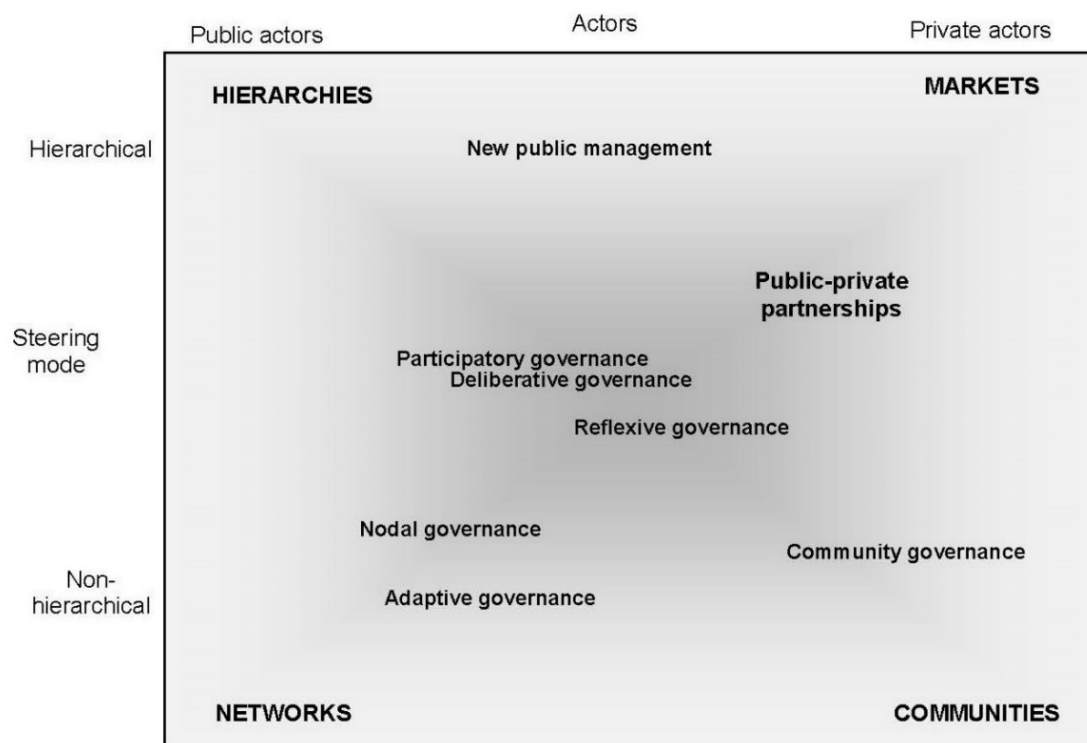 Public actors
Actors
Private actors
HIERARCHIES
MARKETS
Hierarchical
New public management
Public-private
partnerships
Steering
mode
Participatory governance
Deliberative governance
Reflexive governance
Nodal governance
Community governance
Non-
hierarchical
Adaptive governance
NETWORKS
COMMUNITIES